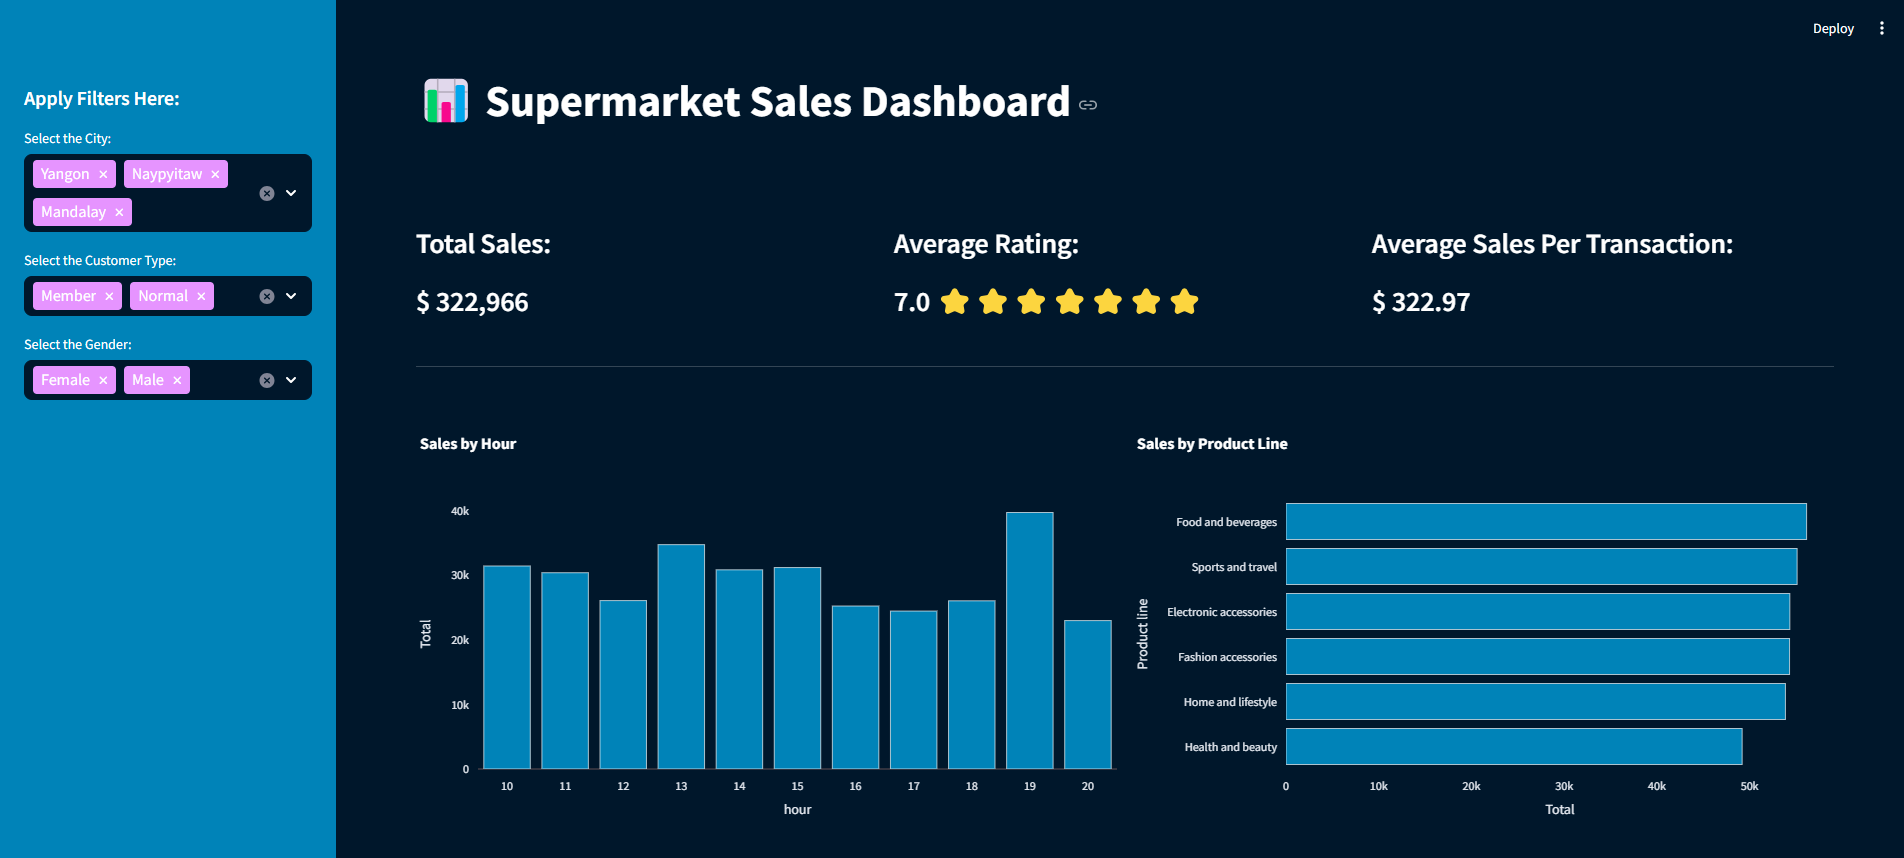 Deploy
Apply Filters Here:
Select the City:
Yangon × Naypyitaw ×
Mandalay ×
Select the Customer Type:
Member × Normal ×
Select the Gender:
Female × Male ×
Supermarket Sales Dashboard
Total Sales:
$ 322,966
Average Rating:
7.0
Average Sales Per Transaction:
$ 322.97
Sales by Hour
40k
30k
20k
10k
0
Total
10 11 12 13 14 15 16 17 18 19 20
hour
Sales by Product Line
Product line
Food and beverages
Sports and travel
Electronic accessories
Fashion accessories
Home and lifestyle
Health and beauty
0 10k 20k 30k 40k 50k
Total